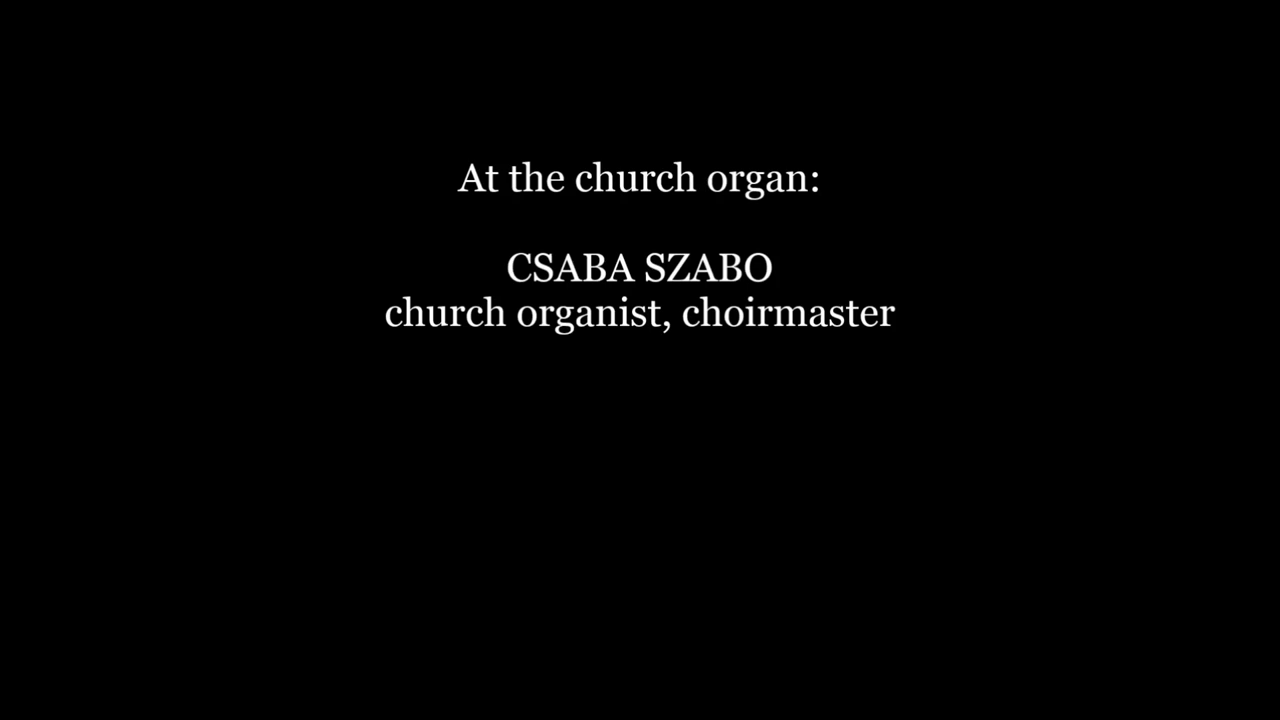 At the church organ:
CSABA SZABO
church organist, choirmaster